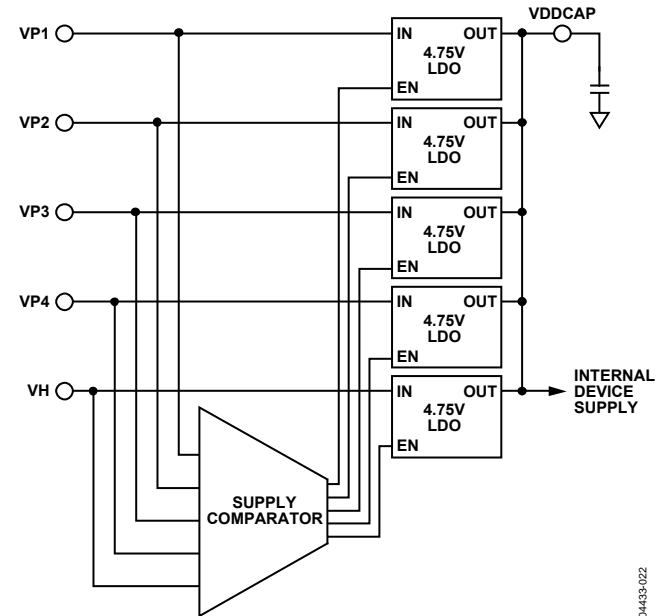 VDDCAP
VP1
IN OUT
4.75V
LDO
EN
VP2
IN OUT
4.75V
LDO
EN
VP3
IN OUT
4.75V
LDO
EN
VP4
IN OUT
4.75V
LDO
EN
VH
IN OUT
4.75V
LDO
EN
INTERNAL
DEVICE
SUPPLY
SUPPLY
COMPARATOR
04433-022